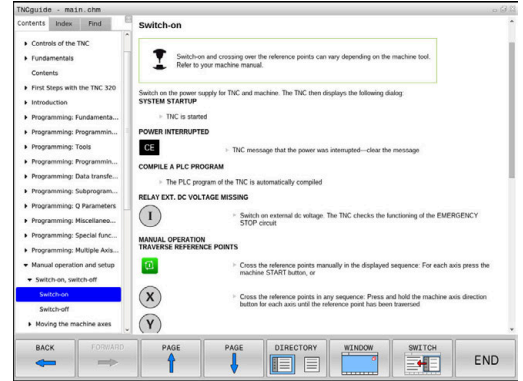 TNCguide - main.chm
Contents Index Find
Controls of the TNC
Fundamentals
Contents
First Steps with the TNC 320
Introduction
Programming: Fundamenta...
Programming: Programmin...
Programming: Tools
Programming: Programmin...
Programming: Data transfe...
Programming: Subprogram...
Programming: Q Parameters
Programming: Miscellaneo...
Programming: Special func...
Programming: Multiple Axis...
Manual operation and setup
Switch-on, switch-off
Switch-on
Switch-off
Moving the machine axes
Switch-on
Switch-on and crossing over the reference points can vary depending on the machine tool.
Refer to your machine manual.
Switch on the power supply for TNC and machine. The TNC then displays the following dialog:
SYSTEM STARTUP
TNC is started
POWER INTERRUPTED
CE
TNC message that the power was interrupted—clear the message
COMPILE A PLC PROGRAM
The PLC program of the TNC is automatically compiled
RELAY EXT. DC VOLTAGE MISSING
I
Switch on external dc voltage. The TNC checks the functioning of the EMERGENCY
STOP circuit
MANUAL OPERATION
TRAVERSE REFERENCE POINTS
Cross the reference points manually in the displayed sequence: For each axis press the
machine START button, or
X
Cross the reference points in any sequence: Press and hold the machine axis direction
button for each axis until the reference point has been traversed
Y
BACK FORWARD PAGE PAGE DIRECTORY WINDOW SWITCH END